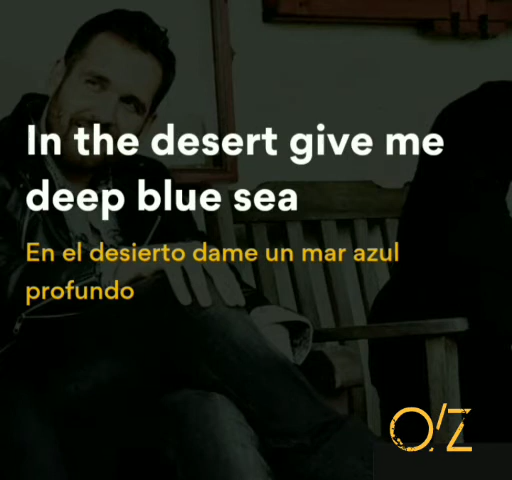 In the desert give me
deep blue sea
En el desierto dame un mar azul
profundo
O'Z